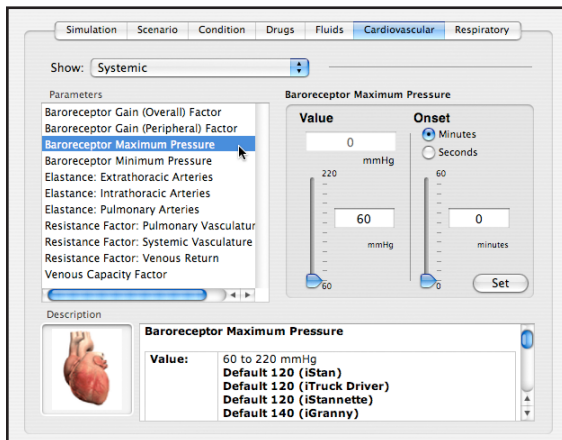 Simulation Scenario Condition Drugs Fluids Cardiovascular Respiratory
Show: Systemic
Parameters
Baroreceptor Gain (Overall) Factor
Baroreceptor Gain (Peripheral) Factor
Baroreceptor Maximum Pressure
Baroreceptor Minimum Pressure
Elastance: Extrathoracic Arteries
Elastance: Intrathoracic Arteries
Elastance: Pulmonary Arteries
Resistance Factor: Pulmonary Vasculatur
Resistance Factor: Systemic Vasculature
Resistance Factor: Venous Return
Venous Capacity Factor
Baroreceptor Maximum Pressure
Value Onset
0
mmHg
Minutes
Seconds
220
60
mmHg
60
60
0
minutes
0
Set
Description
Baroreceptor Maximum Pressure
Value: 60 to 220 mmHg
Default 120 (iStan)
Default 120 (iTruck Driver)
Default 120 (iStannette)
Default 140 (iGranny)